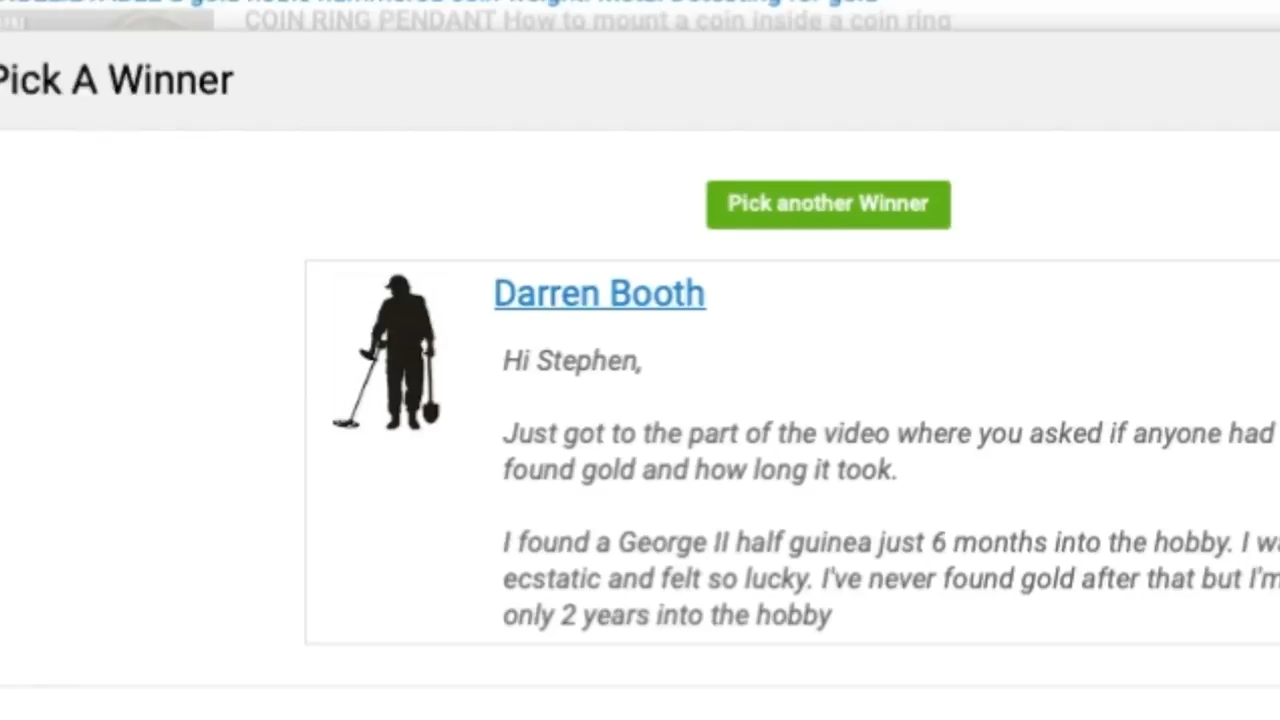 COIN RING PENDANT How to mount a coin inside a coin ring
Pick A Winner
Pick another Winner
Darren Booth
Hi Stephen,
Just got to the part of the video where you asked if anyone had
found gold and how long it took.
I found a George II half guinea just 6 months into the hobby. I
ecstatic and felt so lucky. I've never found gold after that but I'm
only 2 years into the hobby